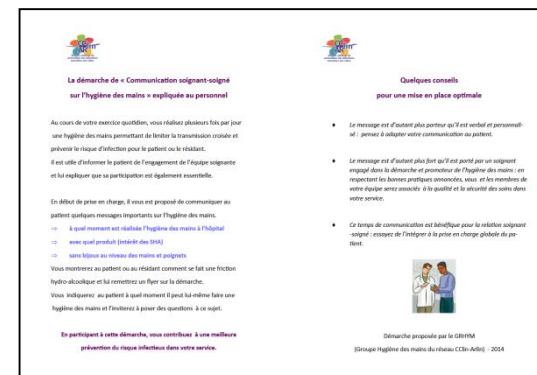 La démarche de « Communication soignant-soigné
sur l'hygiène des mains » expliquée au personnel
Au cours de votre exercice quotidien, vous réalisez plusieurs fois par jour
une hygiène des mains permettant de limiter la transmission croisée et
prévenir le risque d'infection pour le patient ou le résidant.
Il est utile d'informer le patient de l'engagement de l'équipe soignante
et lui expliquer que sa participation est également essentielle.
En début de prise en charge, il vous est proposé de communiquer au
patient quelques messages importants sur l'hygiène des mains.
⇒ à quel moment est réalisée l'hygiène des mains à l'hôpital
⇒ avec quel produit (intérêt des SHA)
⇒ sans bijoux au niveau des mains et poignets
Vous montrerez au patient ou au résidant comment se fait une friction
hydro-alcoolique et lui remettrez un flyer sur la démarche.
Vous indiquerez au patient à quel moment il peut lui-même faire une
hygiène des mains et l'inviterez à poser des questions à ce sujet.
En participant à cette démarche, vous contribuez à une meilleure
prévention du risque infectieux dans votre service.
Quelques conseils
pour une mise en place optimale
• Le message est d'autant plus porteur qu'il est verbal et personnali-
sé : pensez à adapter votre communication au patient.
• Le message est d'autant plus fort qu'il est porté par un soignant
engagé dans la démarche et promoteur de l'hygiène des mains : en
respectant les bonnes pratiques annoncées, vous et les membres de
votre équipe serez associés à la qualité et la sécurité des soins dans
votre service.
• Ce temps de communication est bénéfique pour la relation soignant
-soigné : essayez de l'intégrer à la prise en charge globale du pa-
tient.
Démarche proposée par le GRHYM
(Groupe Hygiène des mains du réseau CClin-Arlin) - 2014